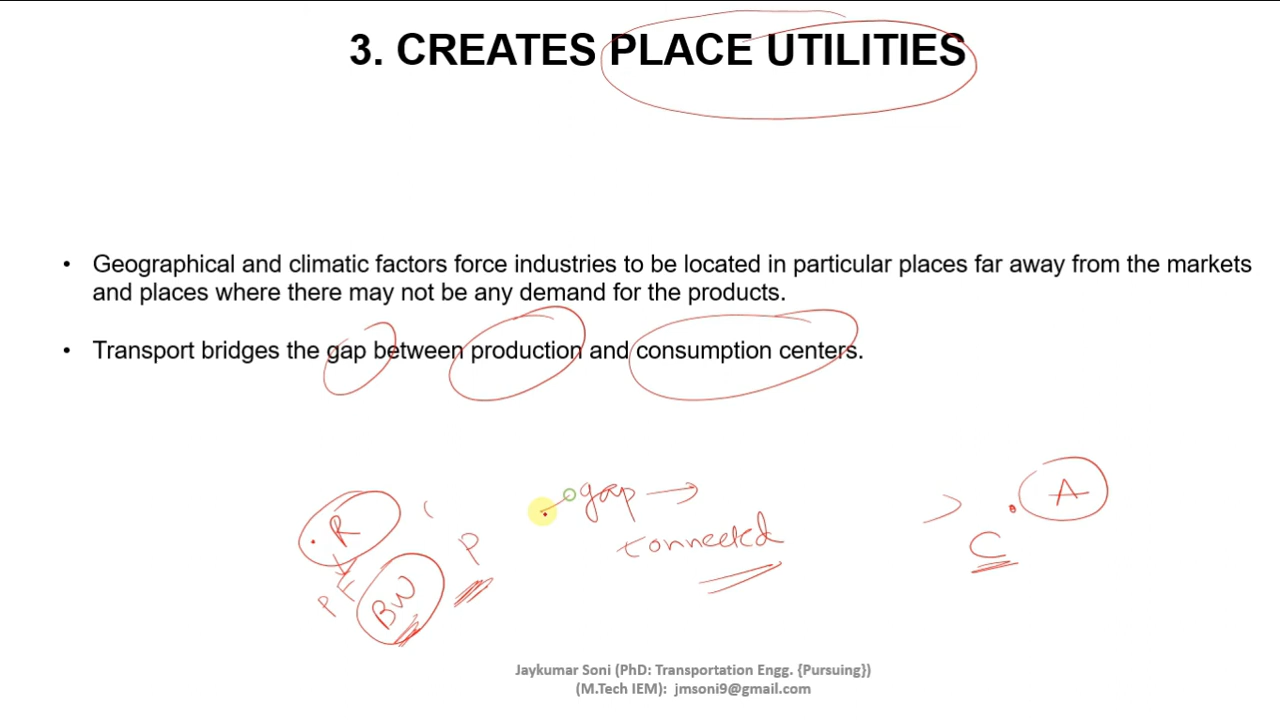 3. CREATES PLACE UTILITIES
• Geographical and climatic factors force industries to be located in particular places far away from the markets
and places where there may not be any demand for the products.
• Transport bridges the gap between production and consumption centers.
R
gap
A
P
connected
C
PF
BW
Jaykumar Soni (PhD: Transportation Engg. {Pursuing})
(M.Tech IEM): jmsoni9@gmail.com